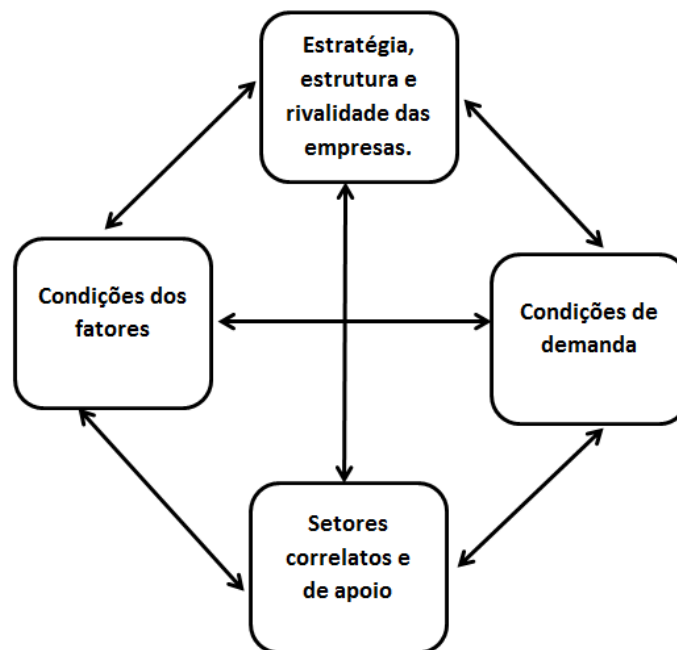 Estratégia,
estrutura e
rivalidade das
empresas.
Condições dos
fatores
Condições de
demanda
Setores
correlatos e
de apoio